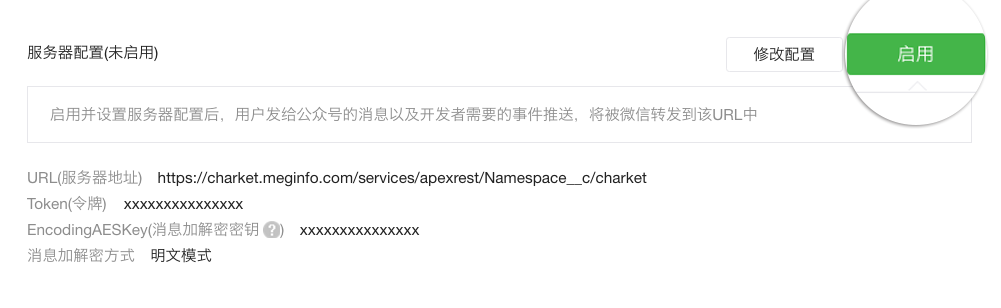 服务器配置(未启用)
修改配置
启用
启用并设置服务器配置后，用户发给公众号的消息以及开发者需要的事件推送，将被微信转发到该URL中
URL(服务器地址) https://charket.meginfo.com/services/apexrest/Namespace__c/charket
Token(令牌) xxxxxxxxxxxxxxx
EncodingAESKey(消息加解密密钥 ?) xxxxxxxxxxxxxxx
消息加解密方式 明文模式